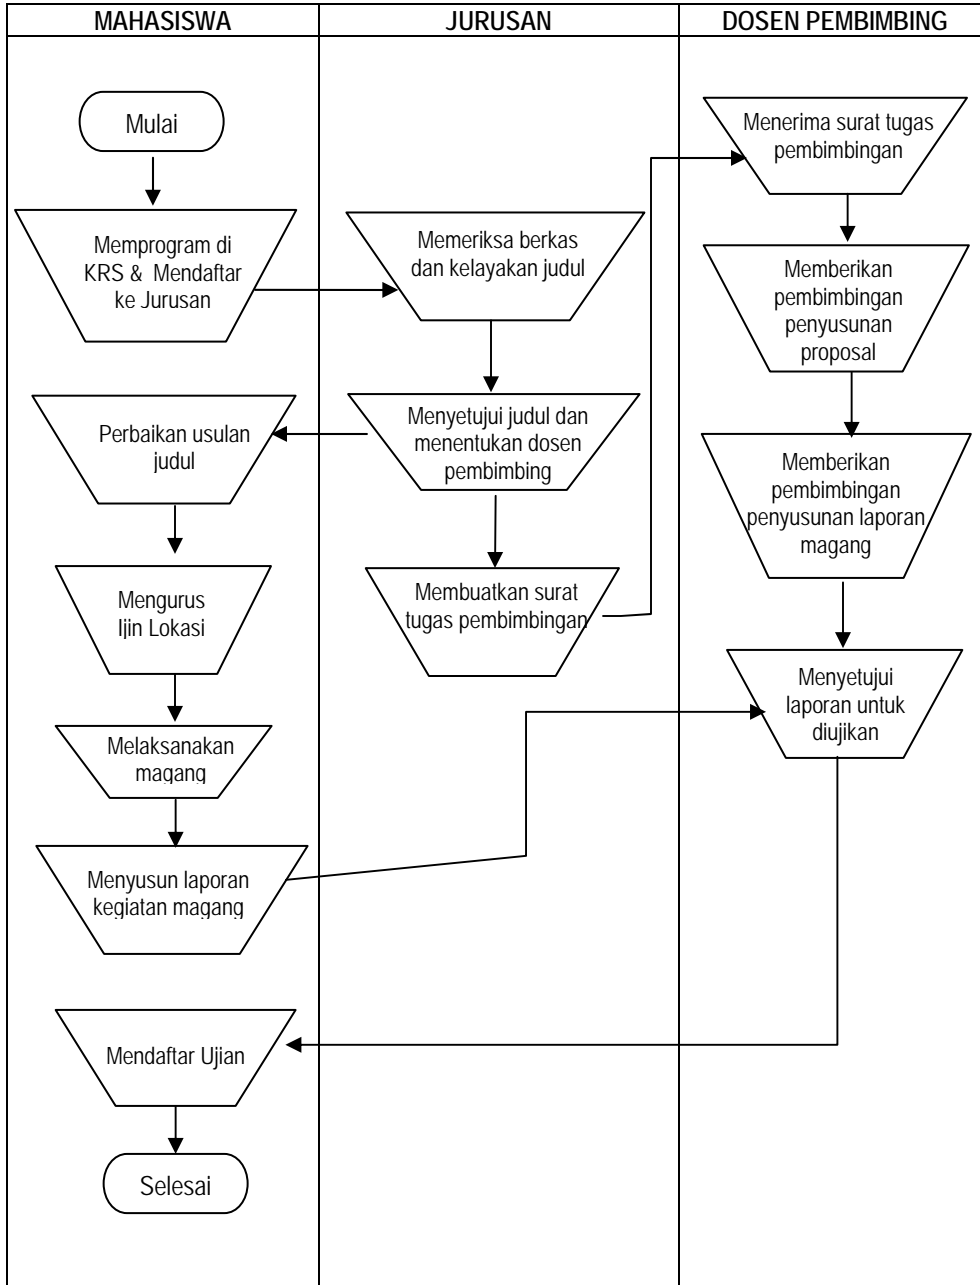 MAHASISWA
JURUSAN
DOSEN PEMBIMBING
Mulai
Memprogram di
KRS & Mendaftar
ke Jurusan
Perbaikan usulan
judul
Mengurus
Ijin Lokasi
Melaksanakan
magang
Menyusun laporan
kegiatan magang
Mendaftar Ujian
Selesai
Memeriksa berkas
dan kelayakan judul
Menyetujui judul dan
menentukan dosen
pembimbing
Membuatkan surat
tugas pembimbingan
Menerima surat tugas
pembimbingan
Memberikan
pembimbingan
penyusunan
proposal
Memberikan
pembimbingan
penyusunan laporan
magang
Menyetujui
laporan untuk
diujikan